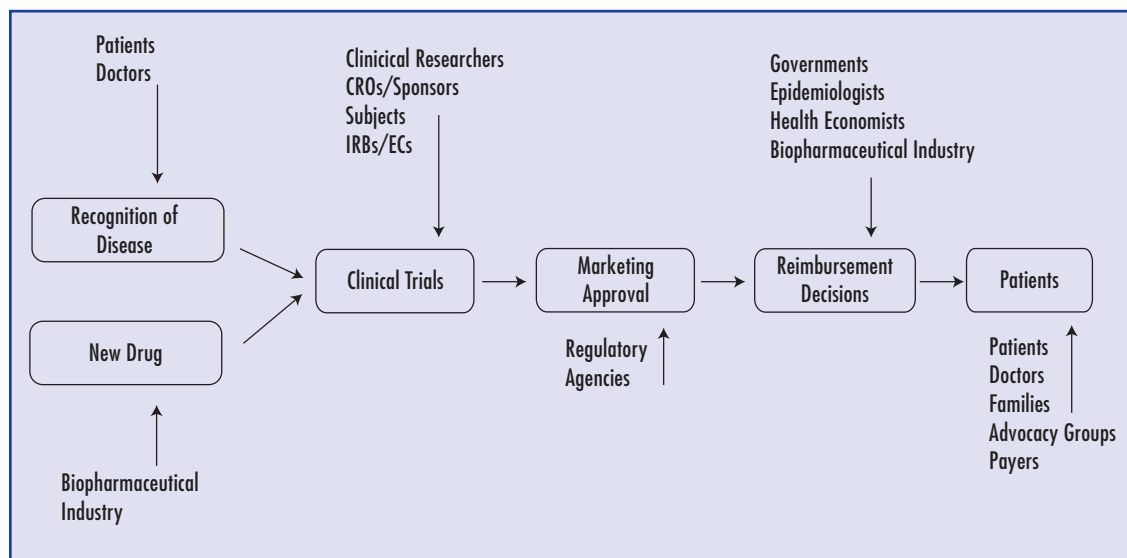 Patients
Doctors
Clinicical Researchers
CROs/Sponsors
Subjects
IRBs/ECs
Governments
Epidemiologists
Health Economists
Biopharmaceutical Industry
Recognition of
Disease
New Drug
Clinical Trials
Marketing
Approval
Reimbursement
Decisions
Patients
Biopharmaceutical
Industry
Regulatory
Agencies
Patients
Doctors
Families
Advocacy Groups
Payers